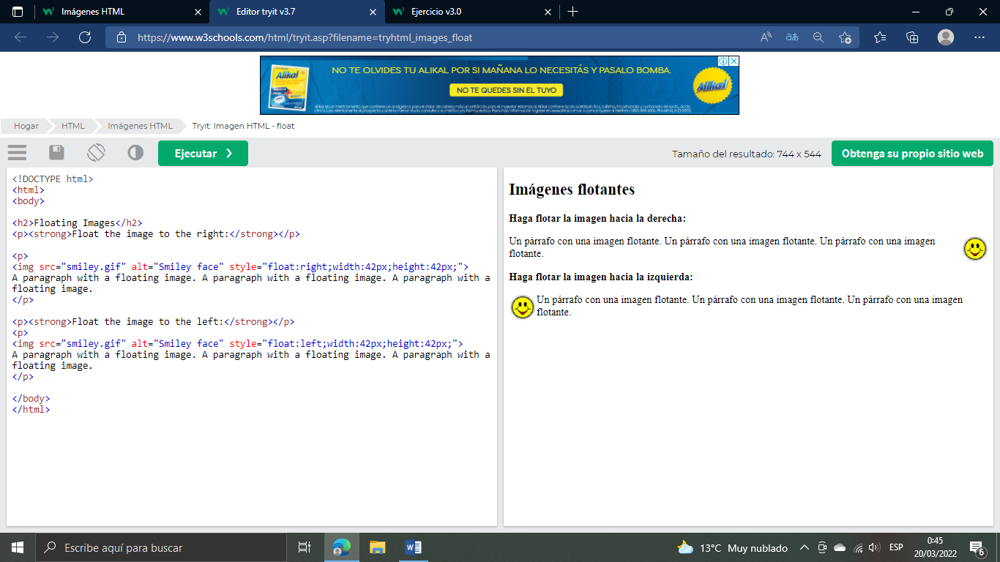 Imágenes HTML
Editor tryit v3.7
Ejercicio v3.0
https://www.w3schools.com/html/tryit.asp?filename=tryhtml_images_float
Alikal
NO TE OLVIDES TU ALIKAL POR SI MAÑANA LO NECESITÁS Y PASALO BOMBA.
NO TE QUEDES SIN EL TUYO
Alikal
Hogar
HTML
Imágenes HTML
Tryit: Imagen HTML - float
Ejecutar ❯
Tamaño del resultado: 744 x 544
Obtenga su propio sitio web
<!DOCTYPE html>
<html>
<body>
<h2>Floating Images</h2>
<p><strong>Float the image to the right:</strong></p>
<p>
<img src="smiley.gif" alt="Smiley face" style="float:right;width:42px;height:42px;">
A paragraph with a floating image. A paragraph with a floating image. A paragraph with a
floating image.
</p>
<p><strong>Float the image to the left:</strong></p>
<p>
<img src="smiley.gif" alt="Smiley face" style="float:left;width:42px;height:42px;">
A paragraph with a floating image. A paragraph with a floating image. A paragraph with a
floating image.
</p>
</body>
</html>
Imágenes flotantes
Haga flotar la imagen hacia la derecha:
Un párrafo con una imagen flotante. Un párrafo con una imagen flotante. Un párrafo con una imagen
flotante.
Haga flotar la imagen hacia la izquierda:
Un párrafo con una imagen flotante. Un párrafo con una imagen flotante. Un párrafo con una imagen
flotante.
Escribe aquí para buscar
13°C Muy nublado
ESP
0:45
20/03/2022
6